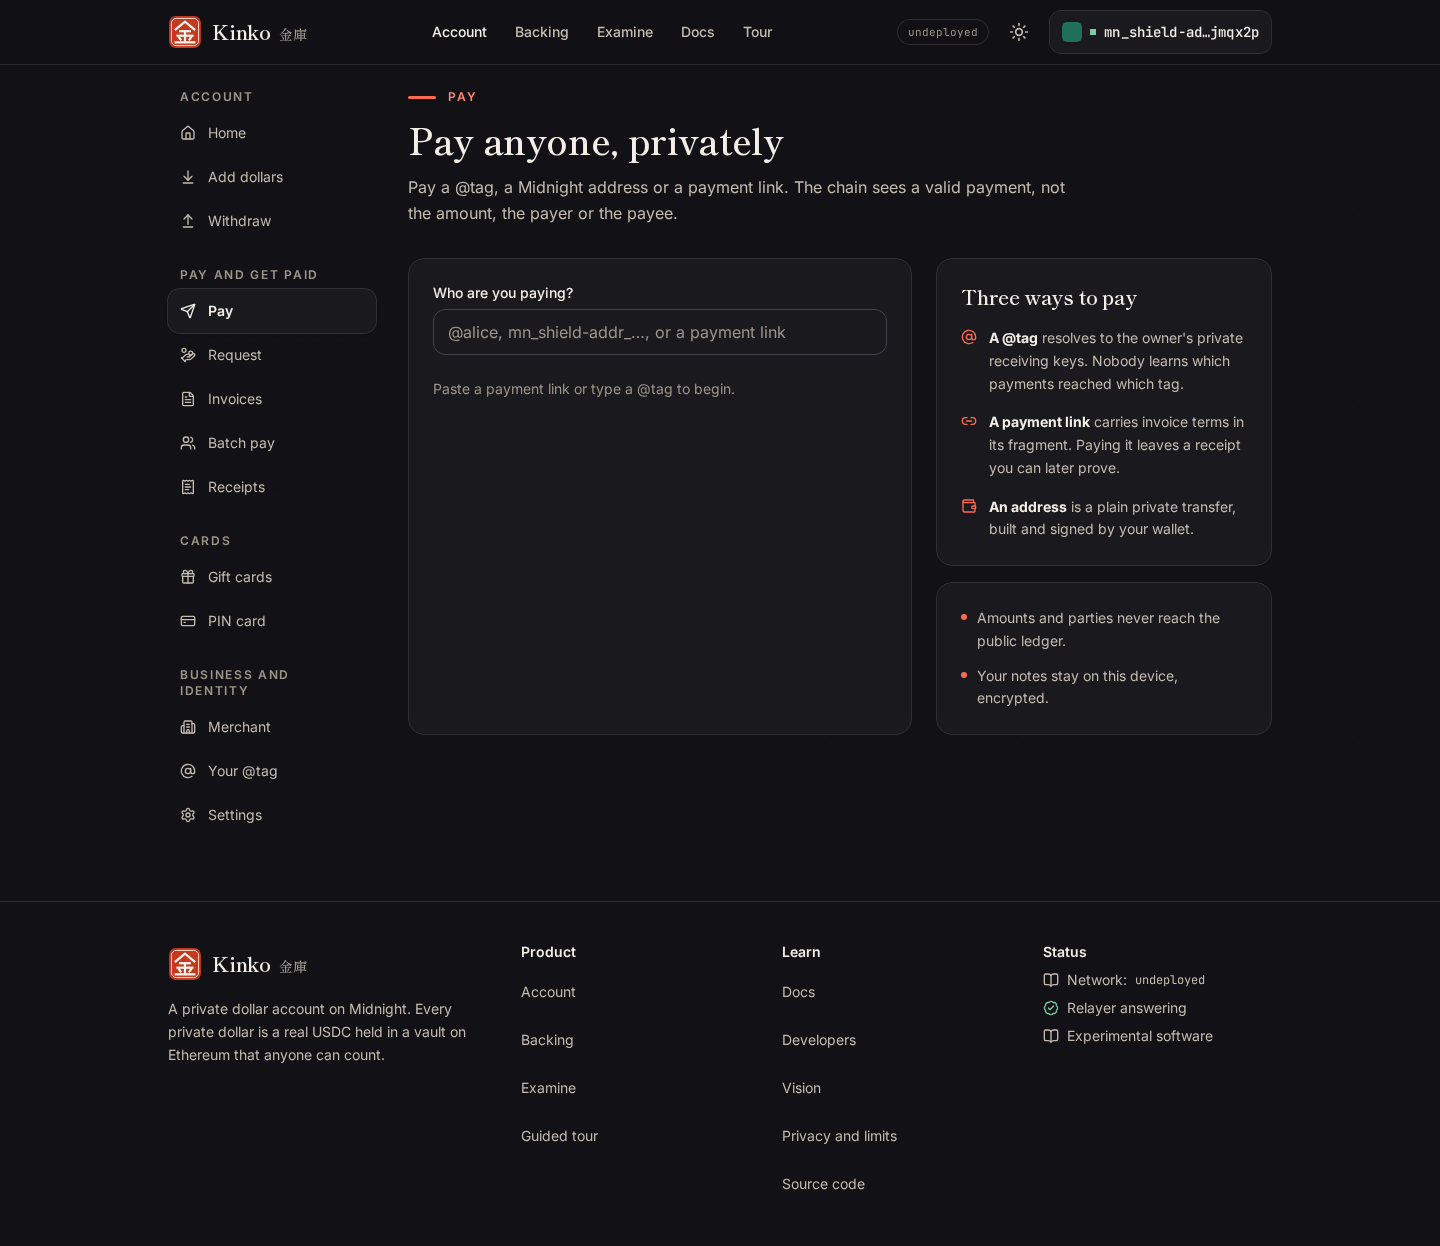 金 Kinko 金庫
Account Backing Examine Docs Tour
undeployed
mn_shield-ad…jmqx2p
ACCOUNT
Home
Add dollars
Withdraw
PAY AND GET PAID
Pay
Request
Invoices
Batch pay
Receipts
CARDS
Gift cards
PIN card
BUSINESS AND
IDENTITY
Merchant
Your @tag
Settings
PAY
Pay anyone, privately
Pay a @tag, a Midnight address or a payment link. The chain sees a valid payment, not
the amount, the payer or the payee.
Who are you paying?
@alice, mn_shield-addr_…, or a payment link
Paste a payment link or type a @tag to begin.
Three ways to pay
A @tag resolves to the owner's private
receiving keys. Nobody learns which
payments reached which tag.
A payment link carries invoice terms in
its fragment. Paying it leaves a receipt
you can later prove.
An address is a plain private transfer,
built and signed by your wallet.
Amounts and parties never reach the
public ledger.
Your notes stay on this device,
encrypted.
金 Kinko 金庫
A private dollar account on Midnight. Every
private dollar is a real USDC held in a vault on
Ethereum that anyone can count.
Product
Account
Backing
Examine
Guided tour
Learn
Docs
Developers
Vision
Privacy and limits
Source code
Status
Network: undeployed
Relayer answering
Experimental software